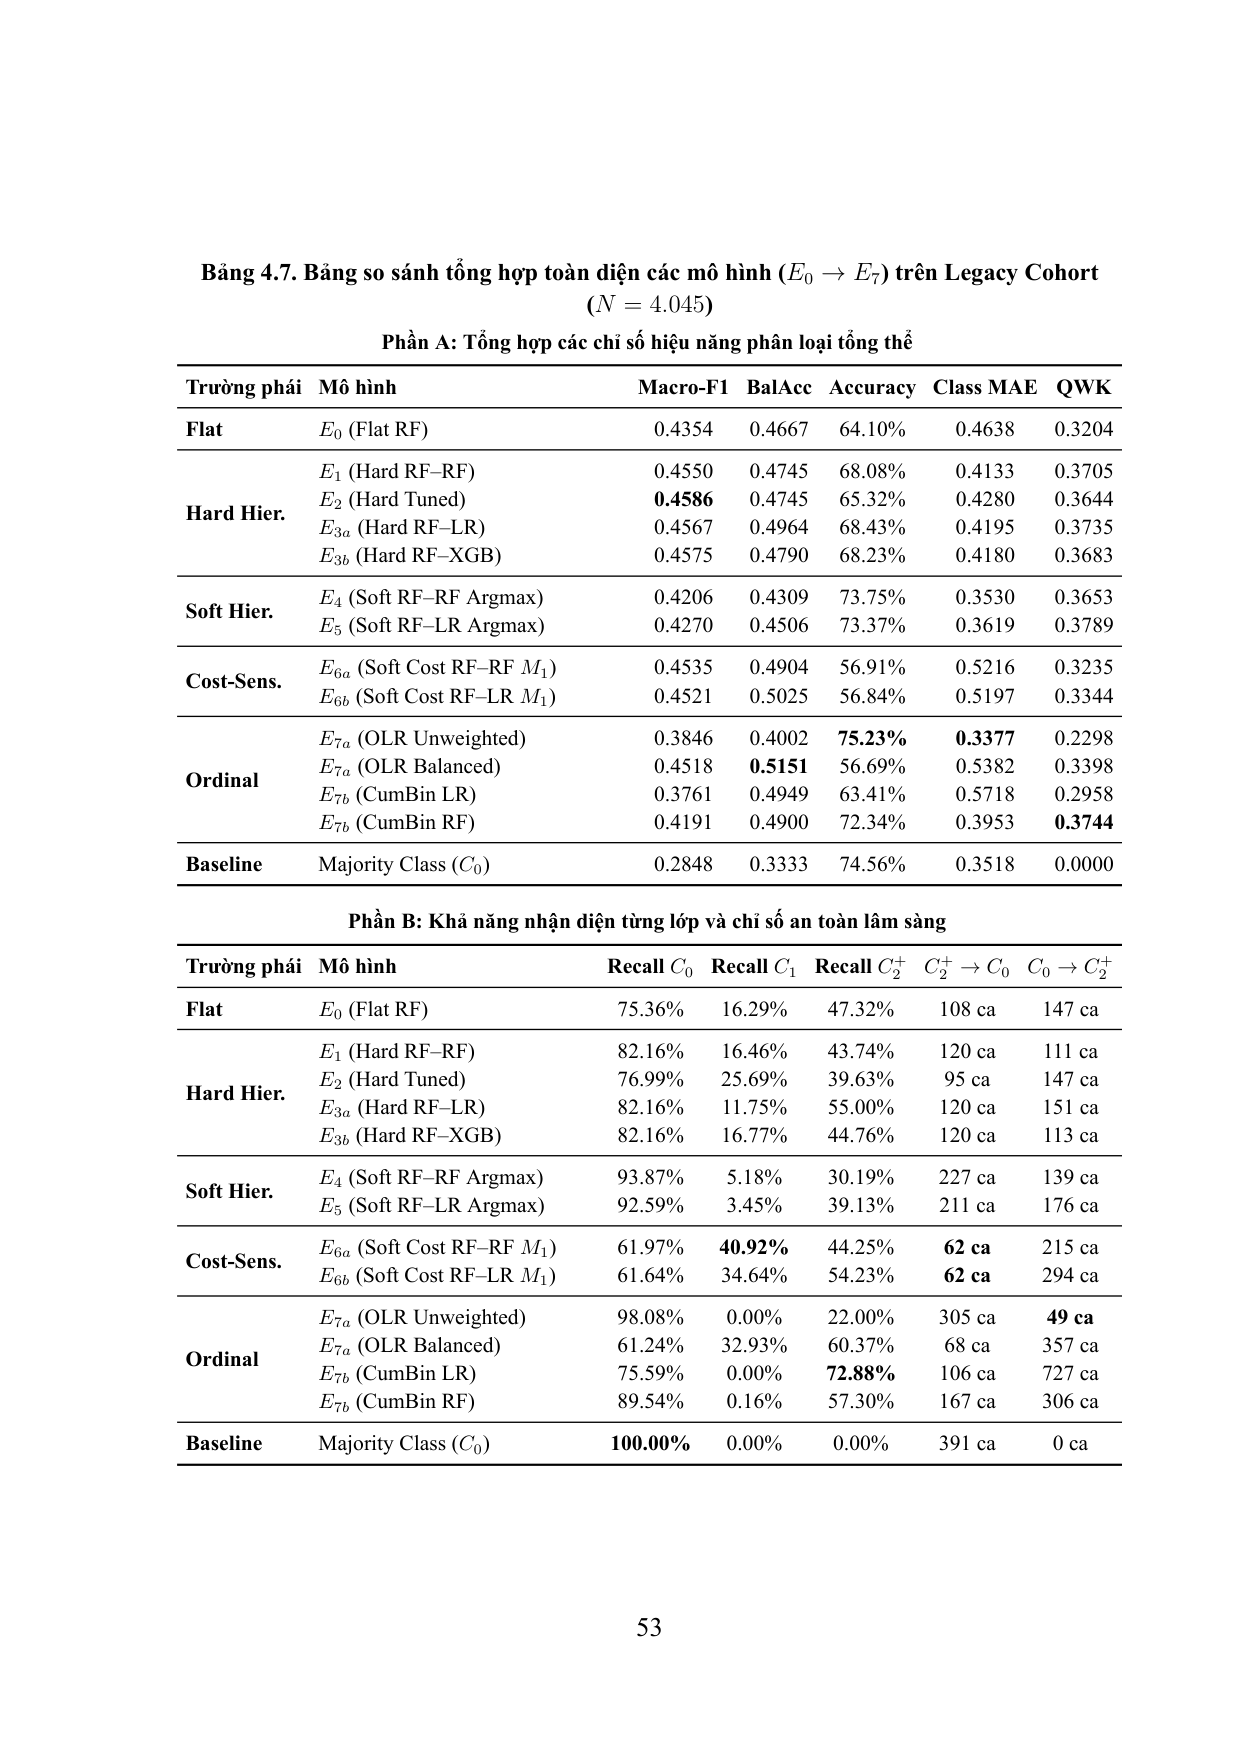 Bảng 4.7. Bảng so sánh tổng hợp toàn diện các mô hình (E₀ → E₇) trên Legacy Cohort
(N = 4.045)
Phần A: Tổng hợp các chỉ số hiệu năng phân loại tổng thể
Trường phái Mô hình Macro-F1 BalAcc Accuracy Class MAE QWK
Flat E₀ (Flat RF) 0.4354 0.4667 64.10% 0.4638 0.3204
E₁ (Hard RF–RF) 0.4550 0.4745 68.08% 0.4133 0.3705
E₂ (Hard Tuned) 0.4586 0.4745 65.32% 0.4280 0.3644
Hard Hier.
E₃ₐ (Hard RF–LR) 0.4567 0.4964 68.43% 0.4195 0.3735
E₃b (Hard RF–XGB) 0.4575 0.4790 68.23% 0.4180 0.3683
E₄ (Soft RF–RF Argmax) 0.4206 0.4309 73.75% 0.3530 0.3653
Soft Hier.
E₅ (Soft RF–LR Argmax) 0.4270 0.4506 73.37% 0.3619 0.3789
E₆ₐ (Soft Cost RF–RF M₁) 0.4535 0.4904 56.91% 0.5216 0.3235
Cost-Sens.
E₆b (Soft Cost RF–LR M₁) 0.4521 0.5025 56.84% 0.5197 0.3344
E₇ₐ (OLR Unweighted) 0.3846 0.4002 75.23% 0.3377 0.2298
E₇ₐ (OLR Balanced) 0.4518 0.5151 56.69% 0.5382 0.3398
Ordinal
E₇b (CumBin LR) 0.3761 0.4949 63.41% 0.5718 0.2958
E₇b (CumBin RF) 0.4191 0.4900 72.34% 0.3953 0.3744
Baseline Majority Class (C₀) 0.2848 0.3333 74.56% 0.3518 0.0000
Phần B: Khả năng nhận diện từng lớp và chỉ số an toàn lâm sàng
Trường phái Mô hình Recall C₀ Recall C₁ Recall C₂⁺ C₂⁺ → C₀ C₀ → C₂⁺
Flat E₀ (Flat RF) 75.36% 16.29% 47.32% 108 ca 147 ca
E₁ (Hard RF–RF) 82.16% 16.46% 43.74% 120 ca 111 ca
E₂ (Hard Tuned) 76.99% 25.69% 39.63% 95 ca 147 ca
Hard Hier.
E₃ₐ (Hard RF–LR) 82.16% 11.75% 55.00% 120 ca 151 ca
E₃b (Hard RF–XGB) 82.16% 16.77% 44.76% 120 ca 113 ca
E₄ (Soft RF–RF Argmax) 93.87% 5.18% 30.19% 227 ca 139 ca
Soft Hier.
E₅ (Soft RF–LR Argmax) 92.59% 3.45% 39.13% 211 ca 176 ca
E₆ₐ (Soft Cost RF–RF M₁) 61.97% 40.92% 44.25% 62 ca 215 ca
Cost-Sens.
E₆b (Soft Cost RF–LR M₁) 61.64% 34.64% 54.23% 62 ca 294 ca
E₇ₐ (OLR Unweighted) 98.08% 0.00% 22.00% 305 ca 49 ca
E₇ₐ (OLR Balanced) 61.24% 32.93% 60.37% 68 ca 357 ca
Ordinal
E₇b (CumBin LR) 75.59% 0.00% 72.88% 106 ca 727 ca
E₇b (CumBin RF) 89.54% 0.16% 57.30% 167 ca 306 ca
Baseline Majority Class (C₀) 100.00% 0.00% 0.00% 391 ca 0 ca
53